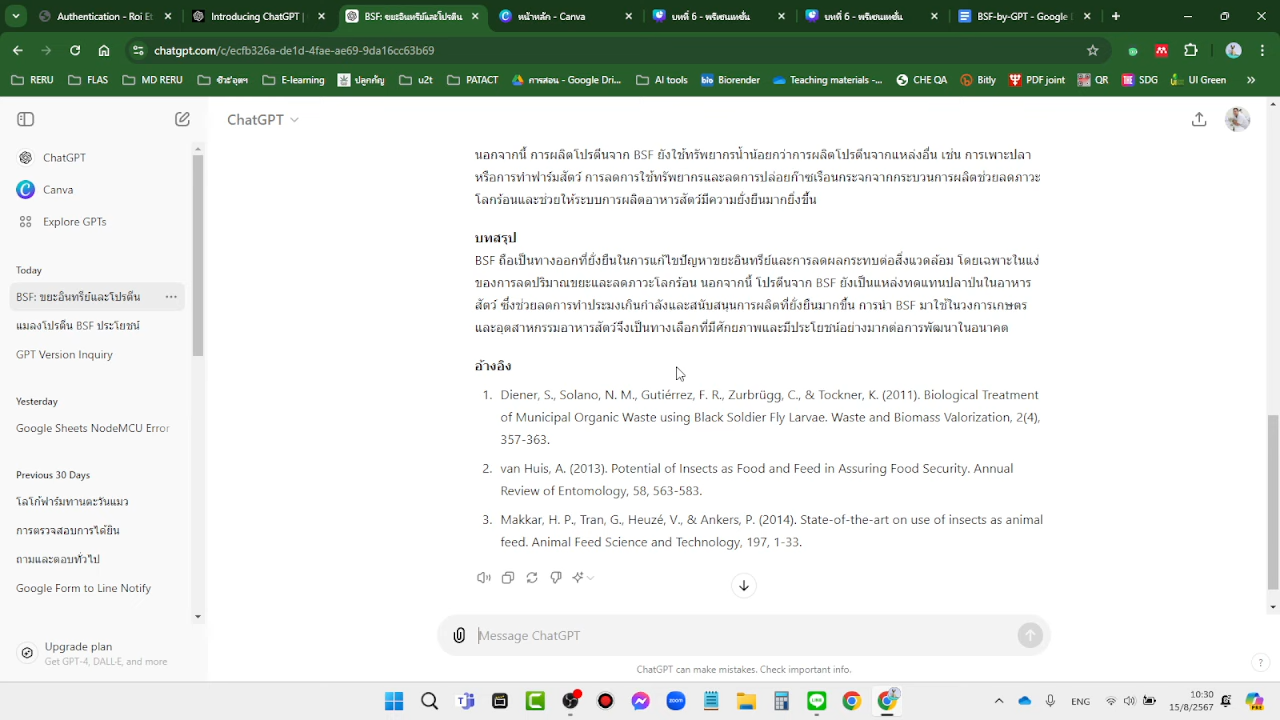 Authentication - Roi Et
Introducing ChatGPT |
BSF: ขยะอินทรีย์และโปรตีน
หน้าหลัก - Canva
บทที่ 6 – พรีเซนเทชั่น
บทที่ 6 – พรีเซนเทชั่น
BSF-by-GPT - Google
chatgpt.com/c/ecfb326a-de1d-4fae-ae69-9da16cc63b69
RERU
FLAS
MD RERU
E-learning
u2t
PATACT
การสอน - Google Dri...
AI tools
Biorender
Teaching materials -...
CHE QA
Bitly
PDF joint
QR
SDG
UI Green
ChatGPT
ChatGPT
Canva
Explore GPTs
Today
BSF: ขยะอินทรีย์และโปรตีน
แมลงโปรตีน BSF ประโยชน์
GPT Version Inquiry
Yesterday
Google Sheets NodeMCU Error
Previous 30 Days
โลโก้ฟาร์มทานตะวันแมว
การตรวจสอบการได้ยิน
ถามและตอบทั่วไป
Google Form to Line Notify
Upgrade plan
Get GPT-4, DALL·E, and more
นอกจากนี้ การผลิตโปรตีนจาก BSF ยังใช้ทรัพยากรน้ำน้อยกว่าการผลิตโปรตีนจากแหล่งอื่น เช่น การเพาะปลา
หรือการทำฟาร์มสัตว์ การลดการใช้ทรัพยากรและลดการปล่อยก๊าซเรือนกระจกจากกระบวนการผลิตช่วยลดภาวะ
โลกร้อนและช่วยให้ระบบการผลิตอาหารสัตว์มีความยั่งยืนมากยิ่งขึ้น
บทสรุป
BSF ถือเป็นทางออกที่ยั่งยืนในการแก้ไขปัญหาขยะอินทรีย์และการลดผลกระทบต่อสิ่งแวดล้อม โดยเฉพาะในแง่
ของการลดปริมาณขยะและลดภาวะโลกร้อน นอกจากนี้ โปรตีนจาก BSF ยังเป็นแหล่งทดแทนปลาป่นในอาหาร
สัตว์ ซึ่งช่วยลดการทำประมงเกินกำลังและสนับสนุนการผลิตที่ยั่งยืนมากขึ้น การนำ BSF มาใช้ในวงการเกษตร
และอุตสาหกรรมอาหารสัตว์จึงเป็นทางเลือกที่มีศักยภาพและมีประโยชน์อย่างมากต่อการพัฒนาในอนาคต
อ้างอิง
1. Diener, S., Solano, N. M., Gutiérrez, F. R., Zurbrügg, C., & Tockner, K. (2011). Biological Treatment
of Municipal Organic Waste using Black Soldier Fly Larvae. Waste and Biomass Valorization, 2(4),
357-363.
2. van Huis, A. (2013). Potential of Insects as Food and Feed in Assuring Food Security. Annual
Review of Entomology, 58, 563-583.
3. Makkar, H. P., Tran, G., Heuzé, V., & Ankers, P. (2014). State-of-the-art on use of insects as animal
feed. Animal Feed Science and Technology, 197, 1-33.
Message ChatGPT
ChatGPT can make mistakes. Check important info.
ENG
10:30
15/8/2567